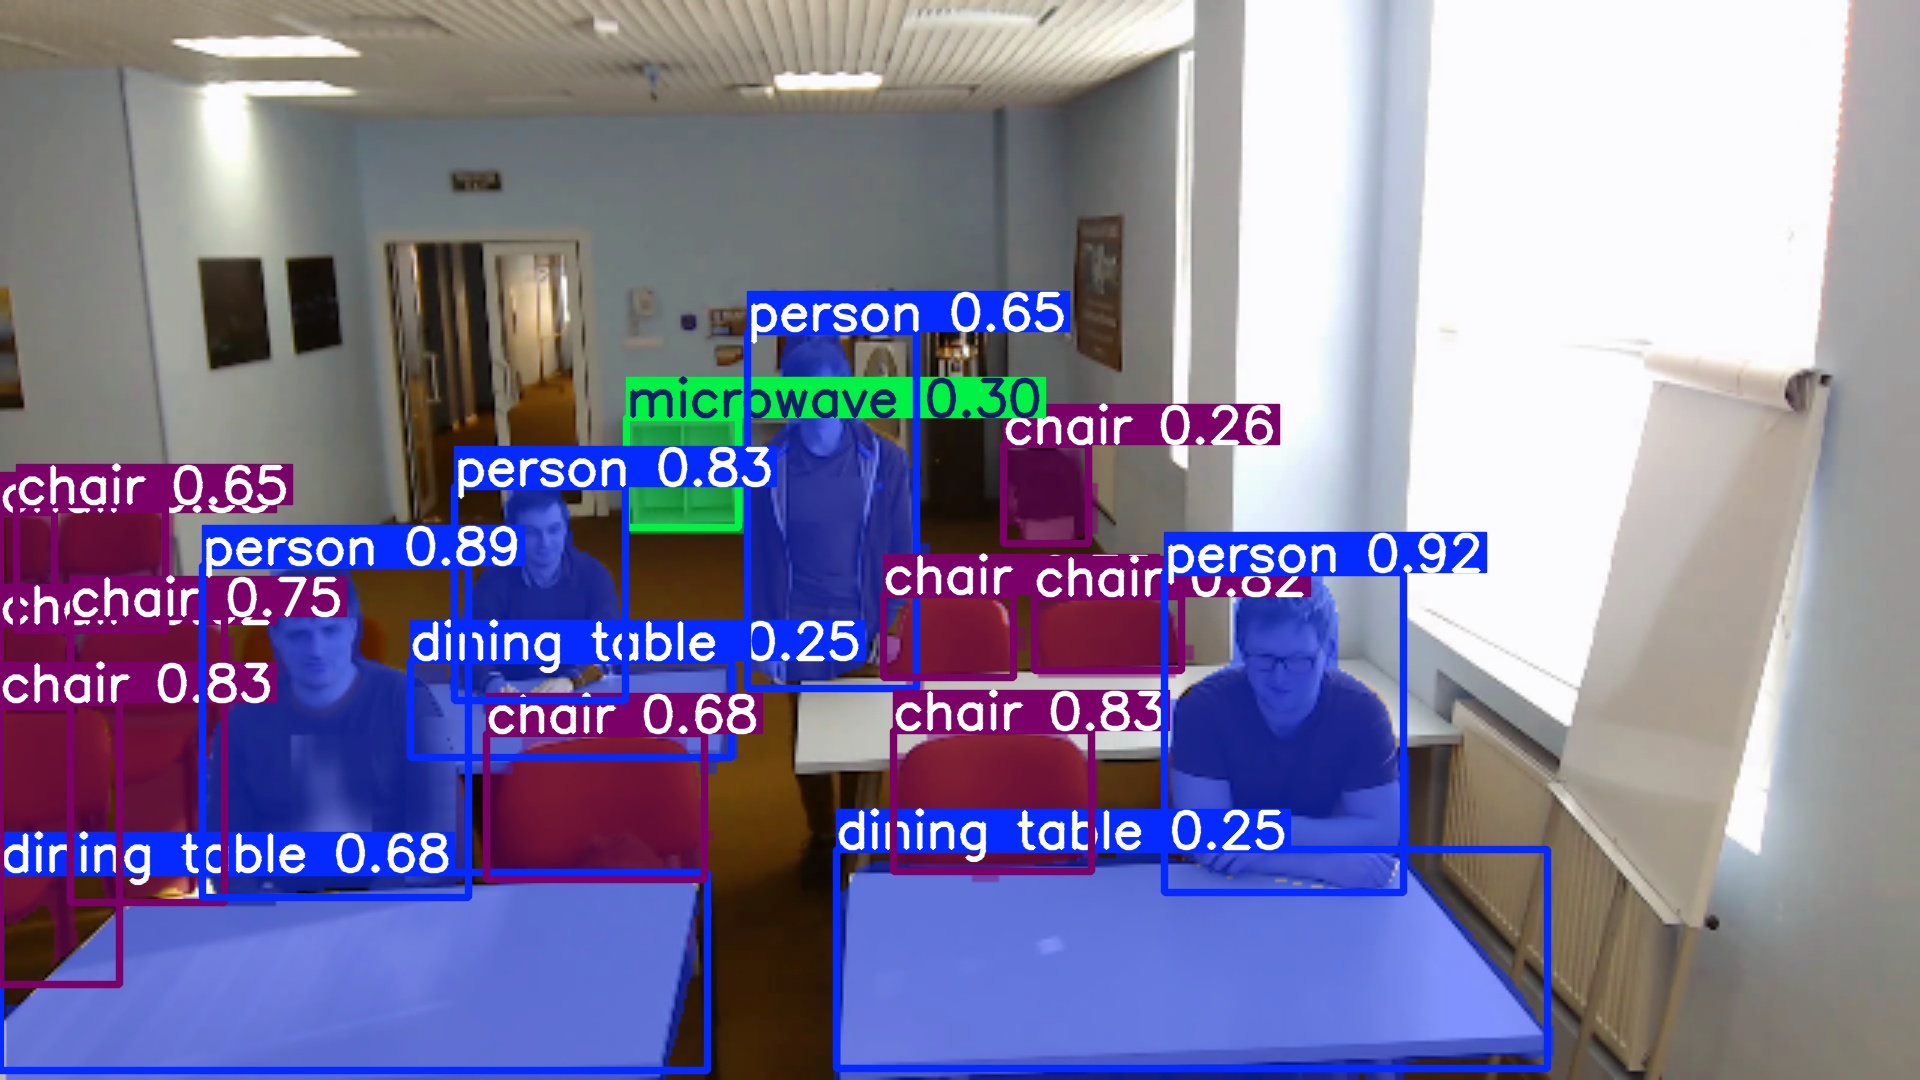 person 0.65
microwave 0.30
chair 0.26
person 0.83
chair 0.65
person 0.89
person 0.92
chair
chair 0.82
chair 0.75
dining table 0.25
chair 0.83
chair 0.68
chair 0.83
dining table 0.25
dining table 0.68